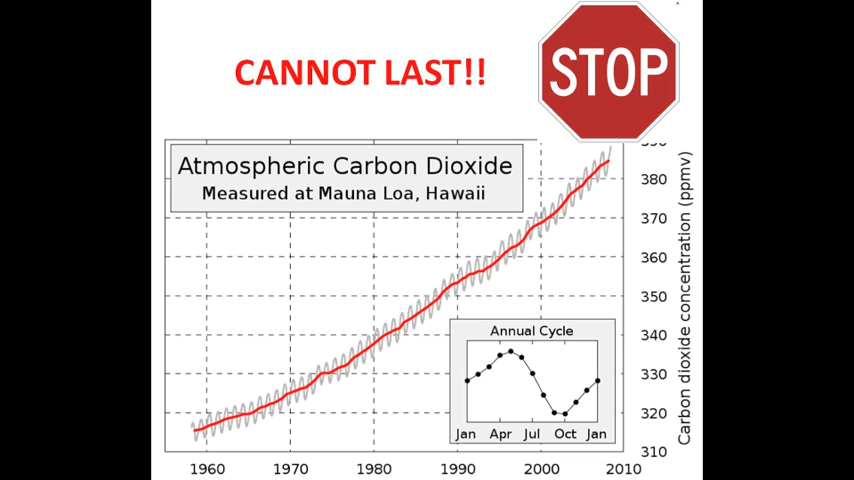 CANNOT LAST!!
STOP
Atmospheric Carbon Dioxide
Measured at Mauna Loa, Hawaii
380
370
360
350
340
330
320
310
Carbon dioxide concentration (ppmv)
Annual Cycle
Jan Apr Jul Oct Jan
1960 1970 1980 1990 2000 2010